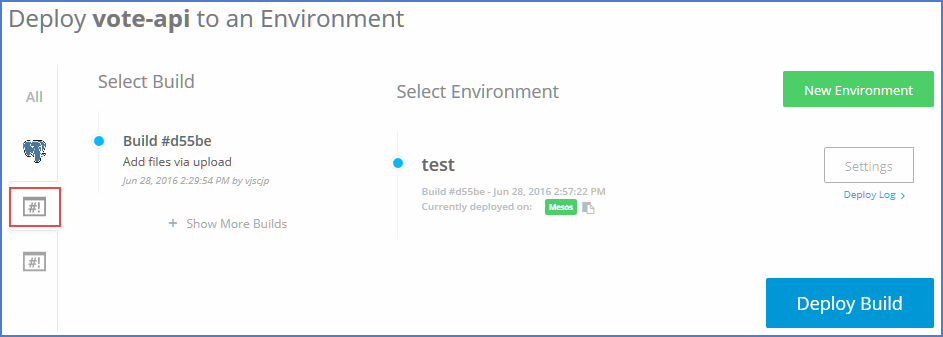 Deploy vote-api to an Environment
All
#!
#!
Select Build
Build #d55be
Add files via upload
Jun 28, 2016 2:29:54 PM by vjscjp
+ Show More Builds
Select Environment
New Environment
test
Build #d55be - Jun 28, 2016 2:57:22 PM
Currently deployed on: Mesos
Settings
Deploy Log >
Deploy Build